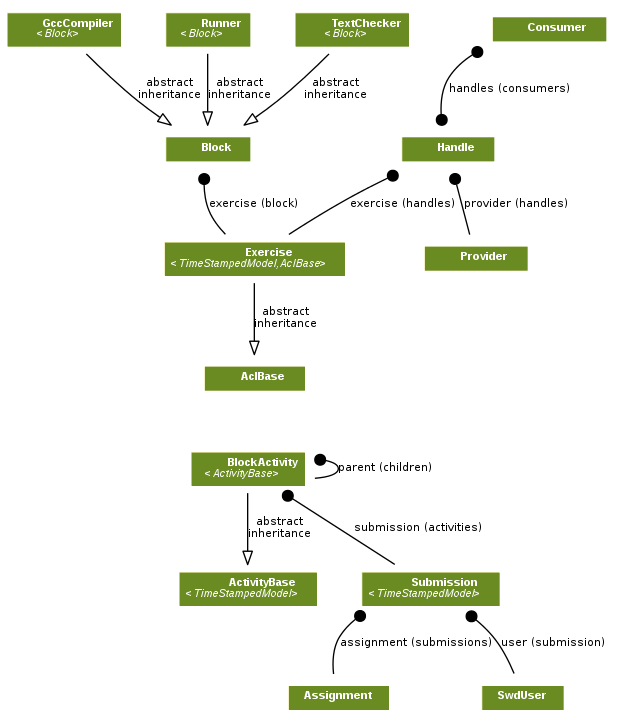 GccCompiler
<Block>
Runner
<Block>
TextChecker
<Block>
Consumer
abstract
inheritance
abstract
inheritance
abstract
inheritance
handles (consumers)
Block
Handle
exercise (block)
exercise (handles)
provider (handles)
Exercise
<TimeStampedModel,AclBase>
Provider
abstract
inheritance
AclBase
BlockActivity
<ActivityBase>
parent (children)
abstract
inheritance
submission (activities)
ActivityBase
<TimeStampedModel>
Submission
<TimeStampedModel>
assignment (submissions)
user (submission)
Assignment
SwdUser